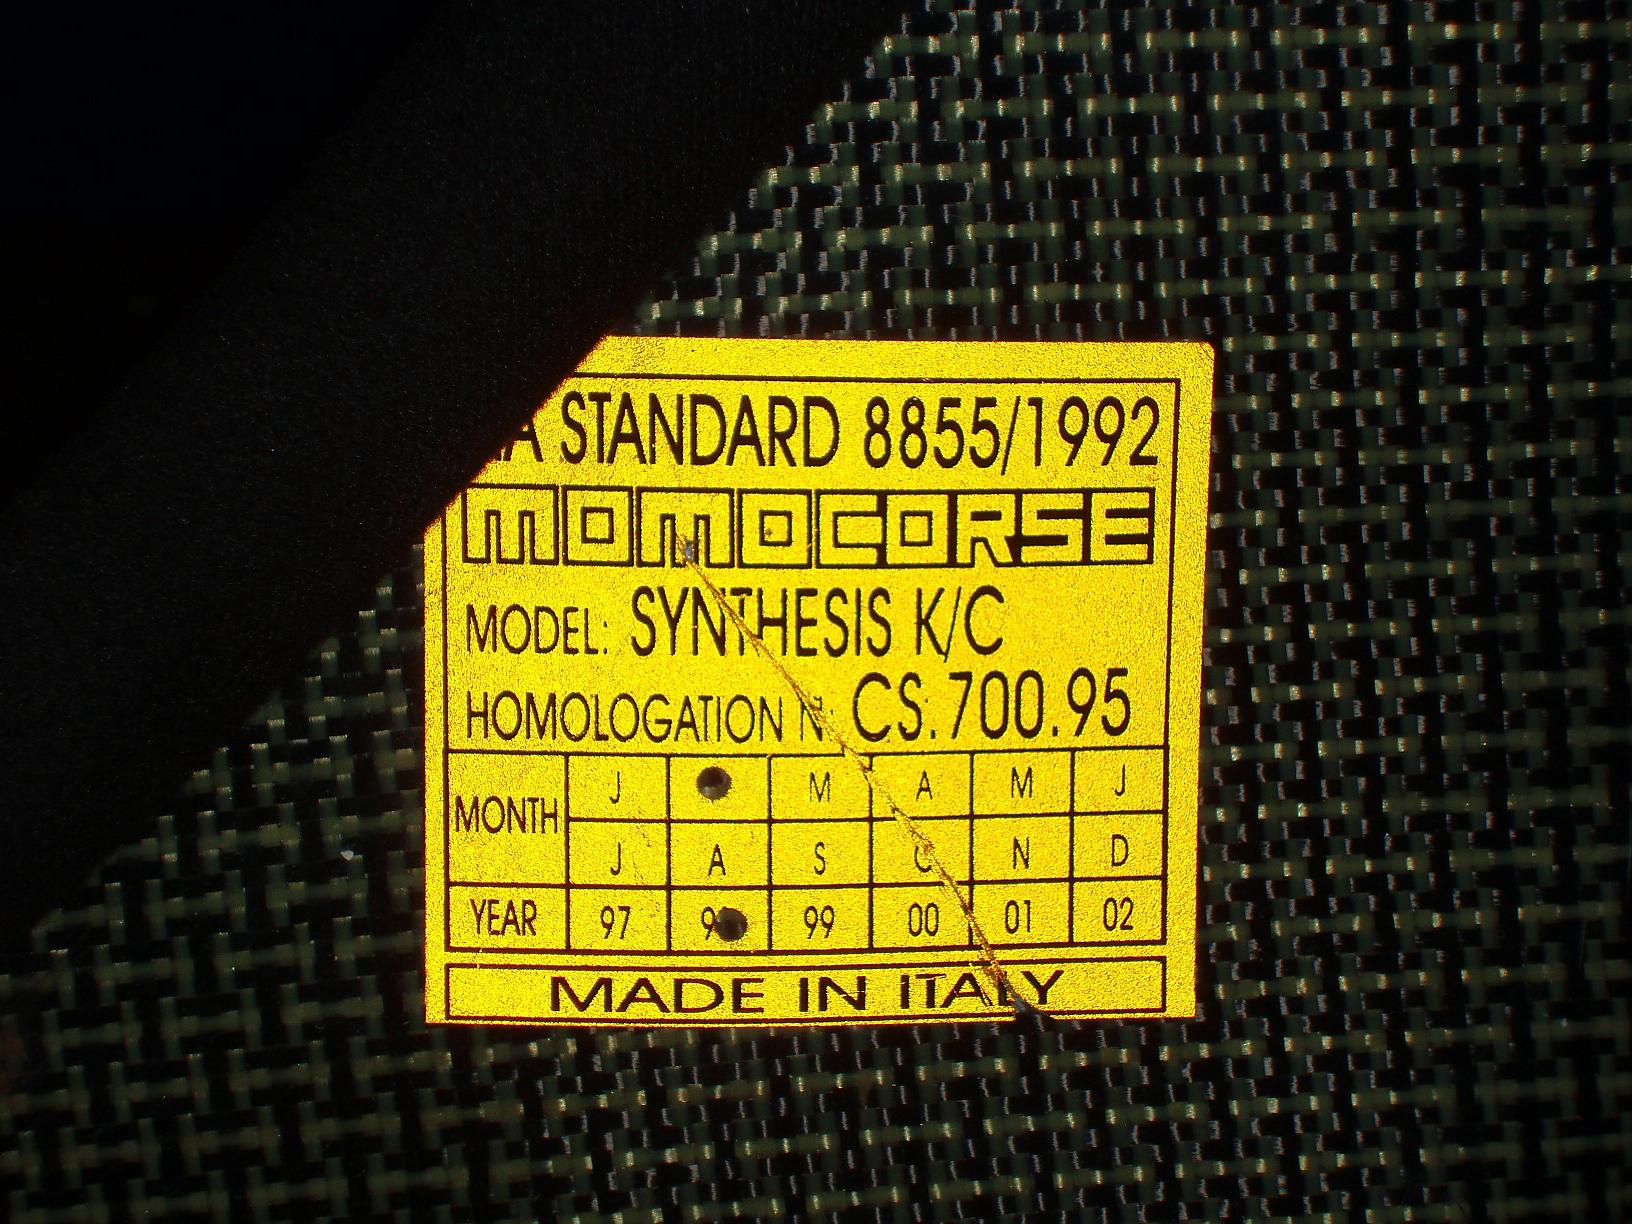 STANDARD 8855/1992
MOMOCORSE
MODEL: SYNTHESIS K/C
HOMOLOGATION N: CS.700.95
MONTH J M A M J
J A S O N D
YEAR 97 99 00 01 02
MADE IN ITALY